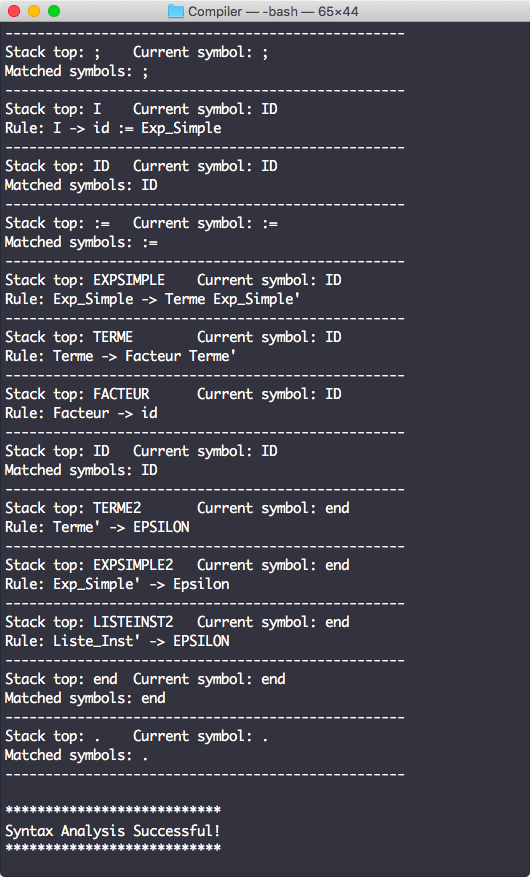 Compiler — -bash — 65×44
--------------------------------------------------
Stack top: ;    Current symbol: ;
Matched symbols: ;
--------------------------------------------------
Stack top: I    Current symbol: ID
Rule: I -> id := Exp_Simple
--------------------------------------------------
Stack top: ID   Current symbol: ID
Matched symbols: ID
--------------------------------------------------
Stack top: :=   Current symbol: :=
Matched symbols: :=
--------------------------------------------------
Stack top: EXPSIMPLE    Current symbol: ID
Rule: Exp_Simple -> Terme Exp_Simple'
--------------------------------------------------
Stack top: TERME        Current symbol: ID
Rule: Terme -> Facteur Terme'
--------------------------------------------------
Stack top: FACTEUR      Current symbol: ID
Rule: Facteur -> id
--------------------------------------------------
Stack top: ID   Current symbol: ID
Matched symbols: ID
--------------------------------------------------
Stack top: TERME2       Current symbol: end
Rule: Terme' -> EPSILON
--------------------------------------------------
Stack top: EXPSIMPLE2   Current symbol: end
Rule: Exp_Simple' -> Epsilon
--------------------------------------------------
Stack top: LISTEINST2   Current symbol: end
Rule: Liste_Inst' -> EPSILON
--------------------------------------------------
Stack top: end  Current symbol: end
Matched symbols: end
--------------------------------------------------
Stack top: .    Current symbol: .
Matched symbols: .
--------------------------------------------------
***************************
Syntax Analysis Successful!
***************************